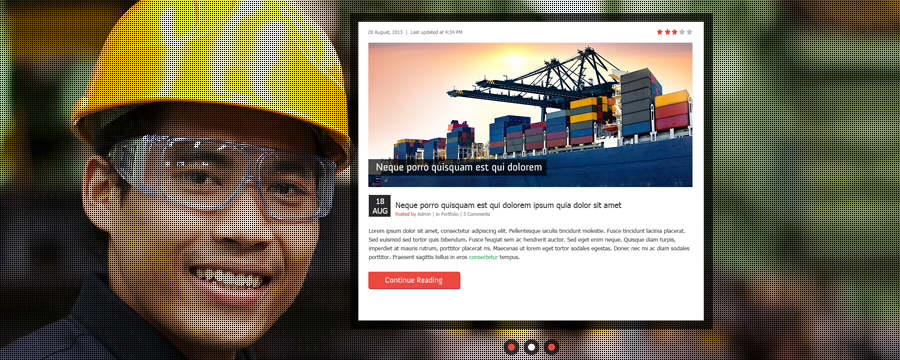 28 August, 2013 | Last updated at 4:34 PM
Neque porro quisquam est qui dolorem
18
AUG
Neque porro quisquam est qui dolorem ipsum quia dolor sit amet
Posted by Admin | in Portfolio | 5 Comments
Lorem ipsum dolor sit amet, consectetur adipiscing elit. Pellentesque iaculis tincidunt molestie. Fusce tincidunt lacinia placerat.
Sed euismod sed tortor quis bibendum. Fusce feugiat sem ac hendrerit auctor. Sed eget enim neque. Quisque diam turpis,
imperdiet at mauris rutrum, porttitor placerat mi. Maecenas ut lorem eget tortor sodales egestas. Donec nec mi ac diam sodales
porttitor. Praesent sagittis tellus in eros consectetur tempus.
Continue Reading